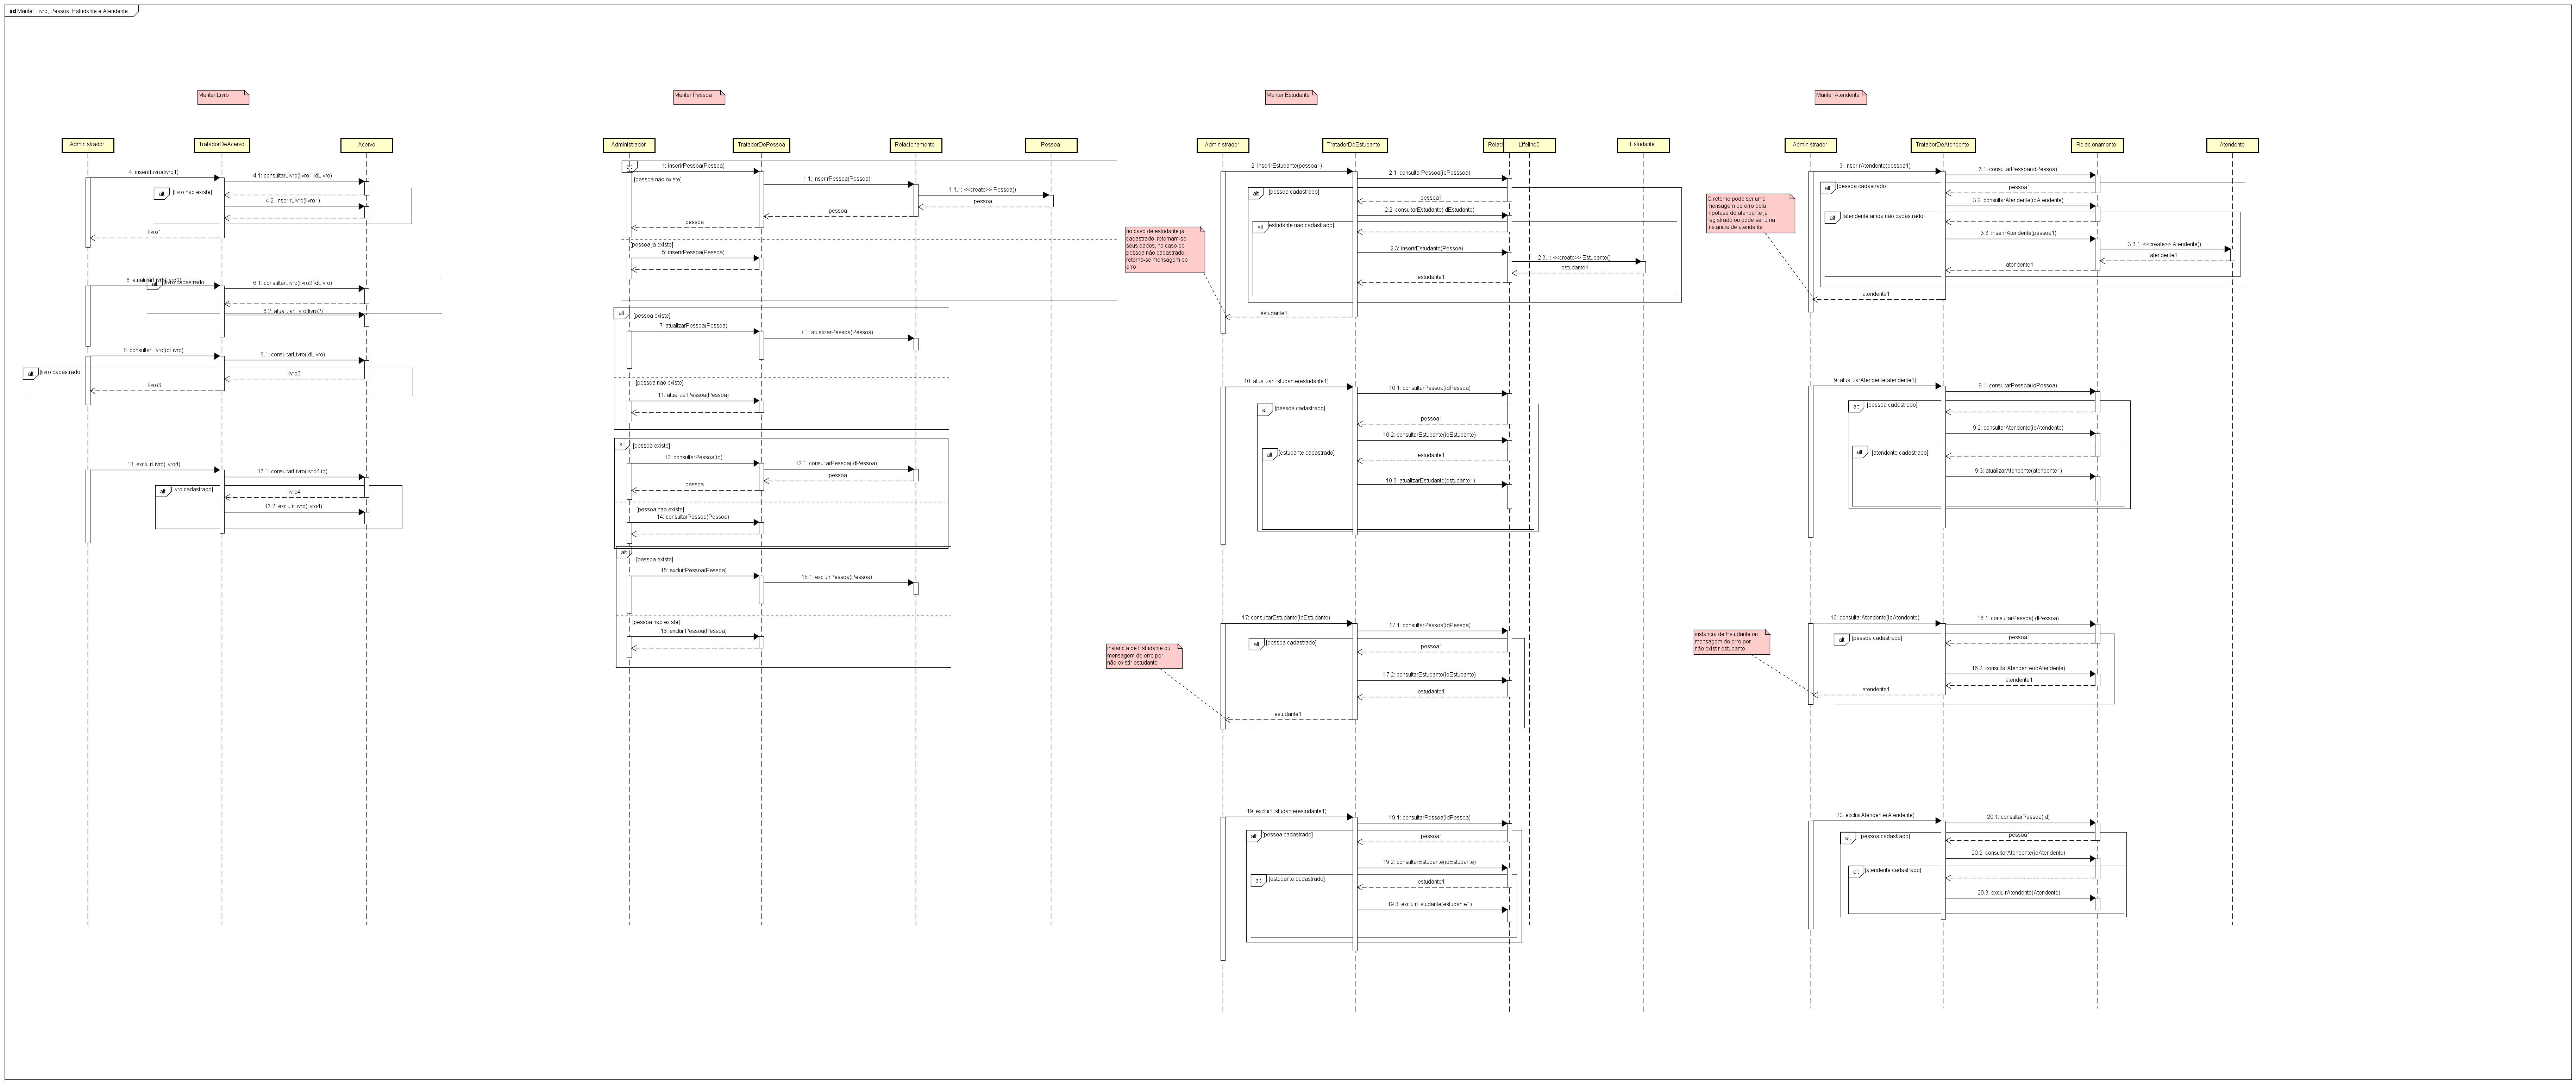 sd Manter Livro, Pessoa, Estudante e Atendente.
Manter Livro
Administrador
TratadorDeAcervo
Acervo
4: inserirLivro(livro1)
4.1: consultarLivro(livro1.idLivro)
alt
[livro nao existe]
4.2: inserirLivro(livro1)
livro1
alt
[livro cadastrado]
6.1: consultarLivro(livro2.idLivro)
6.2: atualizarLivro(livro2)
8: consultarLivro(idLivro)
8.1: consultarLivro(idLivro)
alt
[livro cadastrado]
livro3
livro3
13: excluirLivro(livro4)
13.1: consultarLivro(livro4.id)
alt
[livro cadastrado]
livro4
13.2: excluirLivro(livro4)
Manter Pessoa
Administrador
TratadorDePessoa
Relacionamento
Pessoa
alt
1: inserirPessoa(Pessoa)
[pessoa nao existe]
1.1: inserirPessoa(Pessoa)
1.1.1: <<create>> Pessoa()
pessoa
pessoa
pessoa
[pessoa ja existe]
5: inserirPessoa(Pessoa)
alt
[pessoa existe]
7: atualizarPessoa(Pessoa)
7.1: atualizarPessoa(Pessoa)
[pessoa nao existe]
11: atualizarPessoa(Pessoa)
alt
[pessoa existe]
12: consultarPessoa(id)
12.1: consultarPessoa(idPessoa)
pessoa
pessoa
[pessoa nao existe]
14: consultarPessoa(Pessoa)
alt
[pessoa existe]
15: excluirPessoa(Pessoa)
15.1: excluirPessoa(Pessoa)
[pessoa nao existe]
18: excluirPessoa(Pessoa)
Manter Estudante
Administrador
TratadorDeEstudante
Relac
Lifeline0
Estudante
2: inserirEstudante(pessoa1)
2.1: consultarPessoa(idPesssoa)
alt
[pessoa cadastrado]
pessoa1
2.2: consultarEstudante(idEstudante)
alt
[estudante nao cadastrado]
no caso de estudante já
cadastrado, retornam-se
seus dados. no caso de
pessoa não cadastrado,
retorna-se mensagem de
erro
2.3: inserirEstudante(Pessoa)
2.3.1: <<create>> Estudante()
estudante1
estudante1
estudante1
10: atualizarEstudante(estudante1)
10.1: consultarPessoa(idPessoa)
alt
[pessoa cadastrado]
pessoa1
10.2: consultarEstudante(idEstudante)
alt
[estudante cadastrado]
estudante1
10.3: atualizarEstudante(estudante1)
17: consultarEstudante(idEstudante)
17.1: consultarPessoa(idPessoa)
alt
[pessoa cadastrado]
pessoa1
instancia de Estudante ou
mensagem de erro por
não existir estudante
17.2: consultarEstudante(idEstudante)
estudante1
estudante1
19: excluirEstudante(estudante1)
19.1: consultarPessoa(idPessoa)
alt
[pessoa cadastrado]
pessoa1
19.2: consultarEstudante(idEstudante)
alt
[estudante cadastrado]
estudante1
19.3: excluirEstudante(estudante1)
Manter Atendente
Administrador
TratadorDeAtendente
Relacionamento
Atendente
3: inserirAtendente(pessoa1)
3.1: consultarPessoa(idPessoa)
alt
[pessoa cadastrado]
pessoa1
O retorno pode ser uma
mensagem de erro pela
hipótese do atendente já
registrado ou pode ser uma
instancia de atendente
3.2: consultarAtendente(idAtendente)
alt
[atendente ainda não cadastrado]
3.3: inserirAtendente(pessoa1)
3.3.1: <<create>> Atendente()
atendente1
atendente1
atendente1
9: atualizarAtendente(atendente1)
9.1: consultarPessoa(idPessoa)
alt
[pessoa cadastrado]
9.2: consultarAtendente(idAtendente)
alt
[atendente cadastrado]
9.3: atualizarAtendente(atendente1)
16: consultarAtendente(idAtendente)
16.1: consultarPessoa(idPessoa)
alt
[pessoa cadastrado]
pessoa1
instancia de Estudante ou
mensagem de erro por
não existir estudante
16.2: consultarAtendente(idAtendente)
atendente1
atendente1
20: excluirAtendente(Atendente)
20.1: consultarPessoa(id)
alt
[pessoa cadastrado]
pessoa1
20.2: consultarAtendente(idAtendente)
alt
[atendente cadastrado]
20.3: excluirAtendente(Atendente)